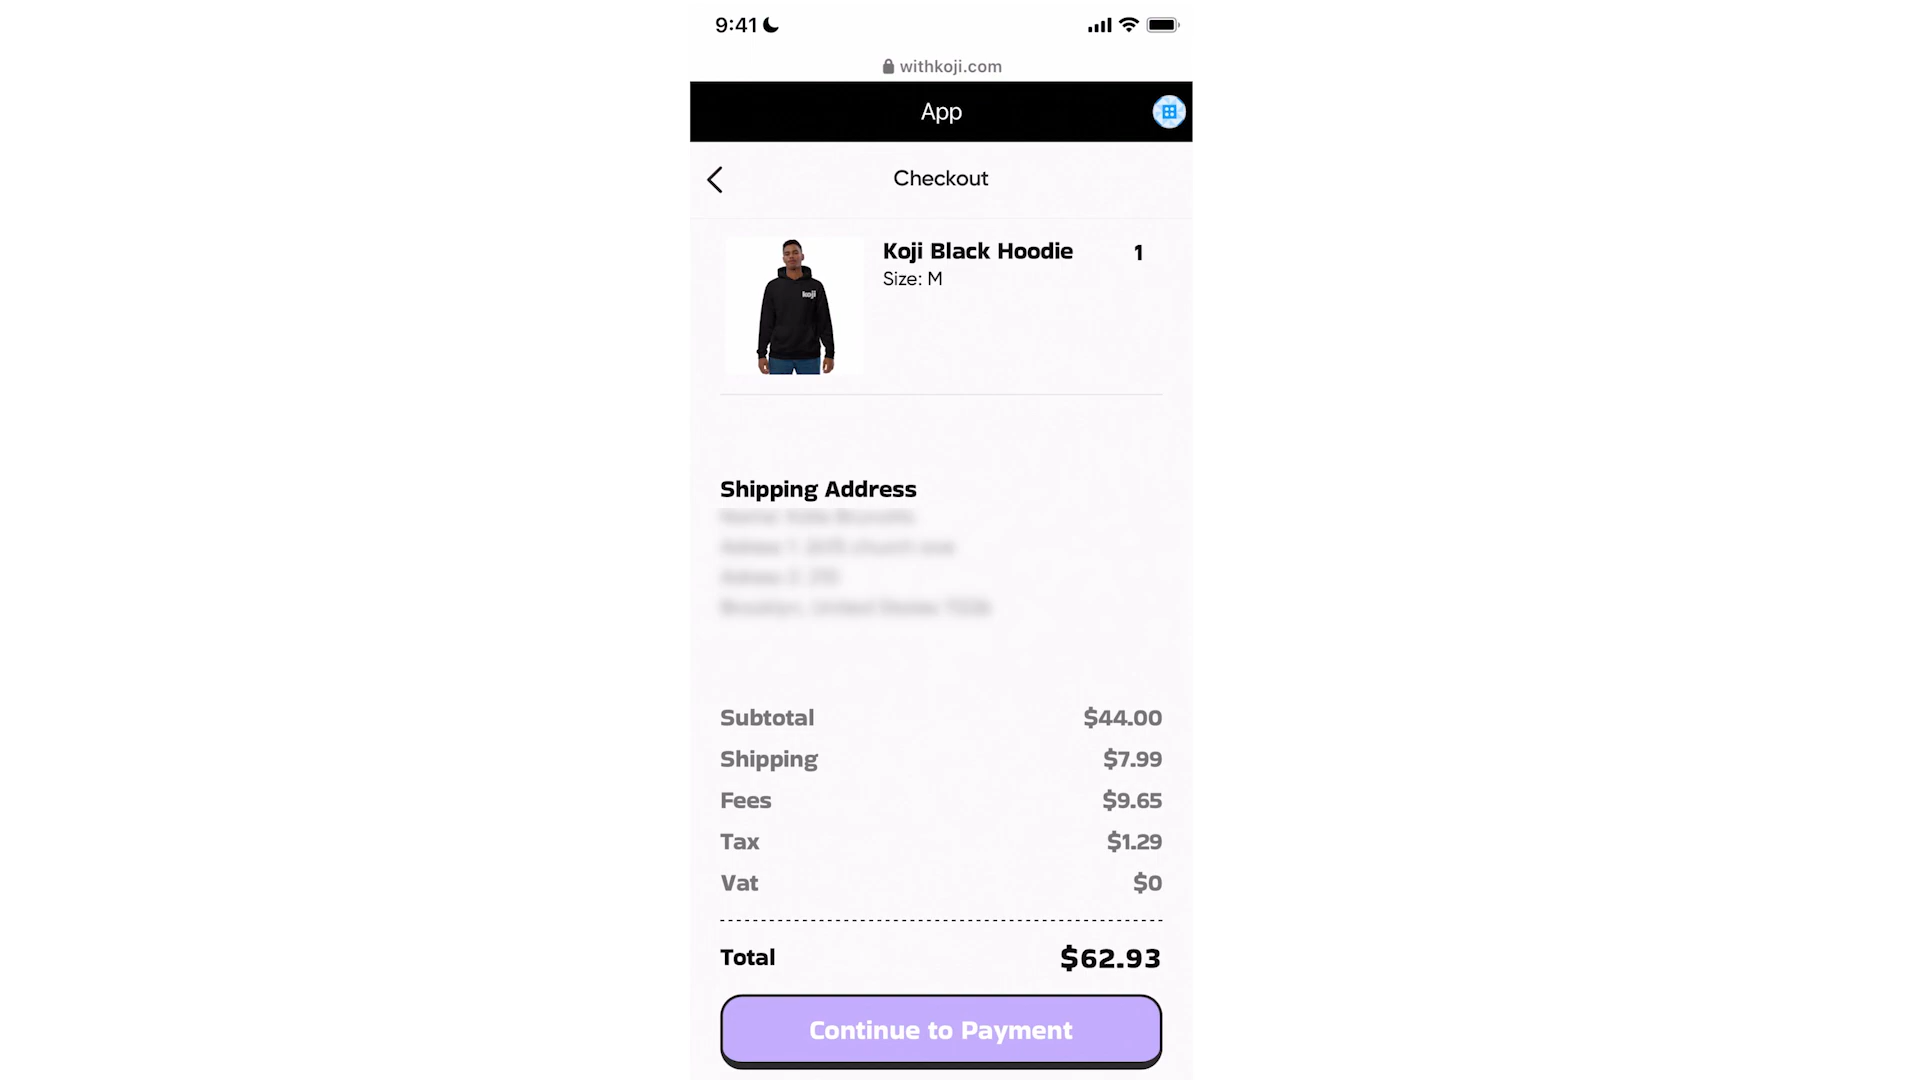 9:41
withkoji.com
App
Checkout
Koji Black Hoodie 1
Size: M
koji
Shipping Address
Subtotal $44.00
Shipping $7.99
Fees $9.65
Tax $1.29
Vat $0
Total $62.93
Continue to Payment